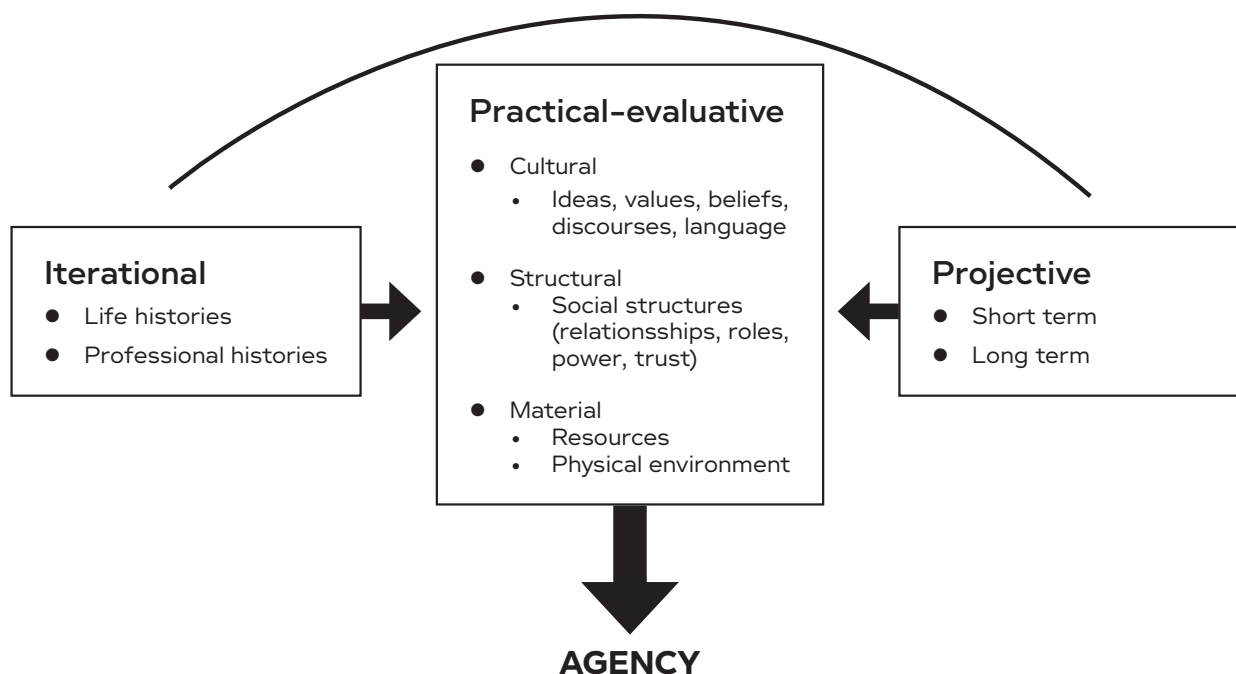 Practical-evaluative
● Cultural
• Ideas, values, beliefs,
discourses, language
● Structural
• Social structures
(relationsships, roles,
power, trust)
● Material
• Resources
• Physical environment
Iterational
● Life histories
● Professional histories
Projective
● Short term
● Long term
AGENCY